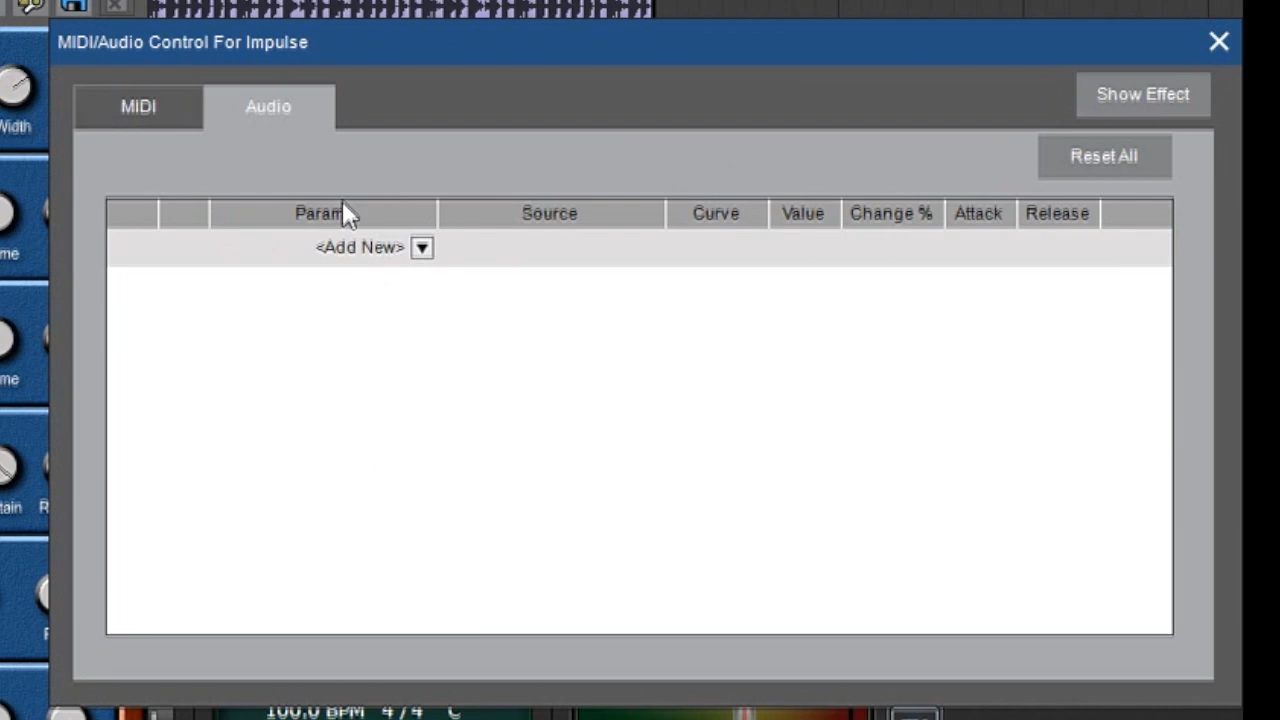 MIDI/Audio Control For Impulse
MIDI
Audio
Show Effect
Reset All
Param
Source
Curve
Value
Change %
Attack
Release
<Add New>
Width
me
me
tain
R
100.0 BPM 4/4 C